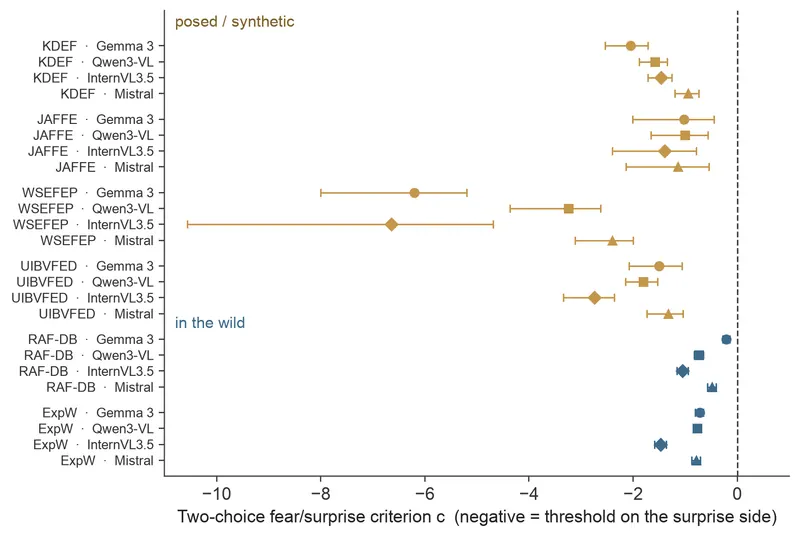 posed / synthetic
KDEF · Gemma 3
KDEF · Qwen3-VL
KDEF · InternVL3.5
KDEF · Mistral
JAFFE · Gemma 3
JAFFE · Qwen3-VL
JAFFE · InternVL3.5
JAFFE · Mistral
WSEFEP · Gemma 3
WSEFEP · Qwen3-VL
WSEFEP · InternVL3.5
WSEFEP · Mistral
UIBVFED · Gemma 3
UIBVFED · Qwen3-VL
UIBVFED · InternVL3.5
UIBVFED · Mistral
in the wild
RAF-DB · Gemma 3
RAF-DB · Qwen3-VL
RAF-DB · InternVL3.5
RAF-DB · Mistral
ExpW · Gemma 3
ExpW · Qwen3-VL
ExpW · InternVL3.5
ExpW · Mistral
−10 −8 −6 −4 −2 0
Two-choice fear/surprise criterion c (negative = threshold on the surprise side)